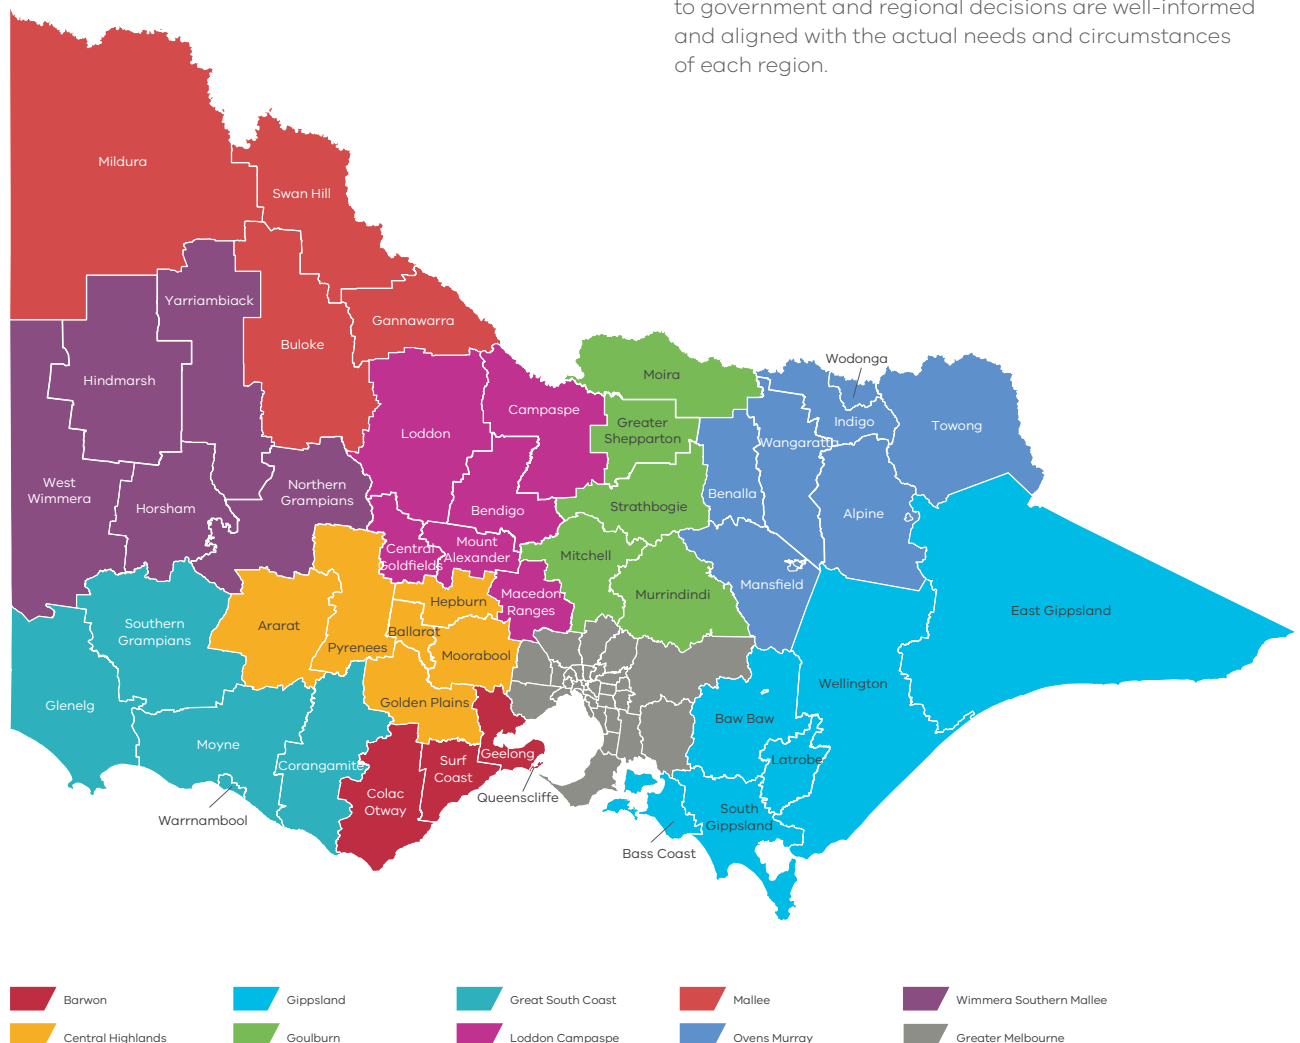 to government and regional decisions are well-informed
and aligned with the actual needs and circumstances
of each region.
Mildura
Swan Hill
Yarriambiack
Gannawarra
Buloke
Hindmarsh
Wodonga
Moira
Campaspe
Indigo
Towong
Loddon
Greater
Shepparton
Wangaratta
West
Wimmera
Northern
Grampians
Benalla
Horsham
Bendigo
Strathbogie
Alpine
Central
Goldfields
Mount
Alexander
Mitchell
Mansfield
Macedon
Ranges
Murrindindi
Hepburn
East Gippsland
Southern
Grampians
Ararat
Ballarat
Pyrenees
Moorabool
Wellington
Glenelg
Golden Plains
Baw Baw
Moyne
Geelong
Corangamite
Surf
Coast
Latrobe
Colac
Otway
Queenscliffe
Warrnambool
South
Gippsland
Bass Coast
Barwon
Gippsland
Great South Coast
Mallee
Wimmera Southern Mallee
Central Highlands
Goulburn
Loddon Campaspe
Ovens Murray
Greater Melbourne